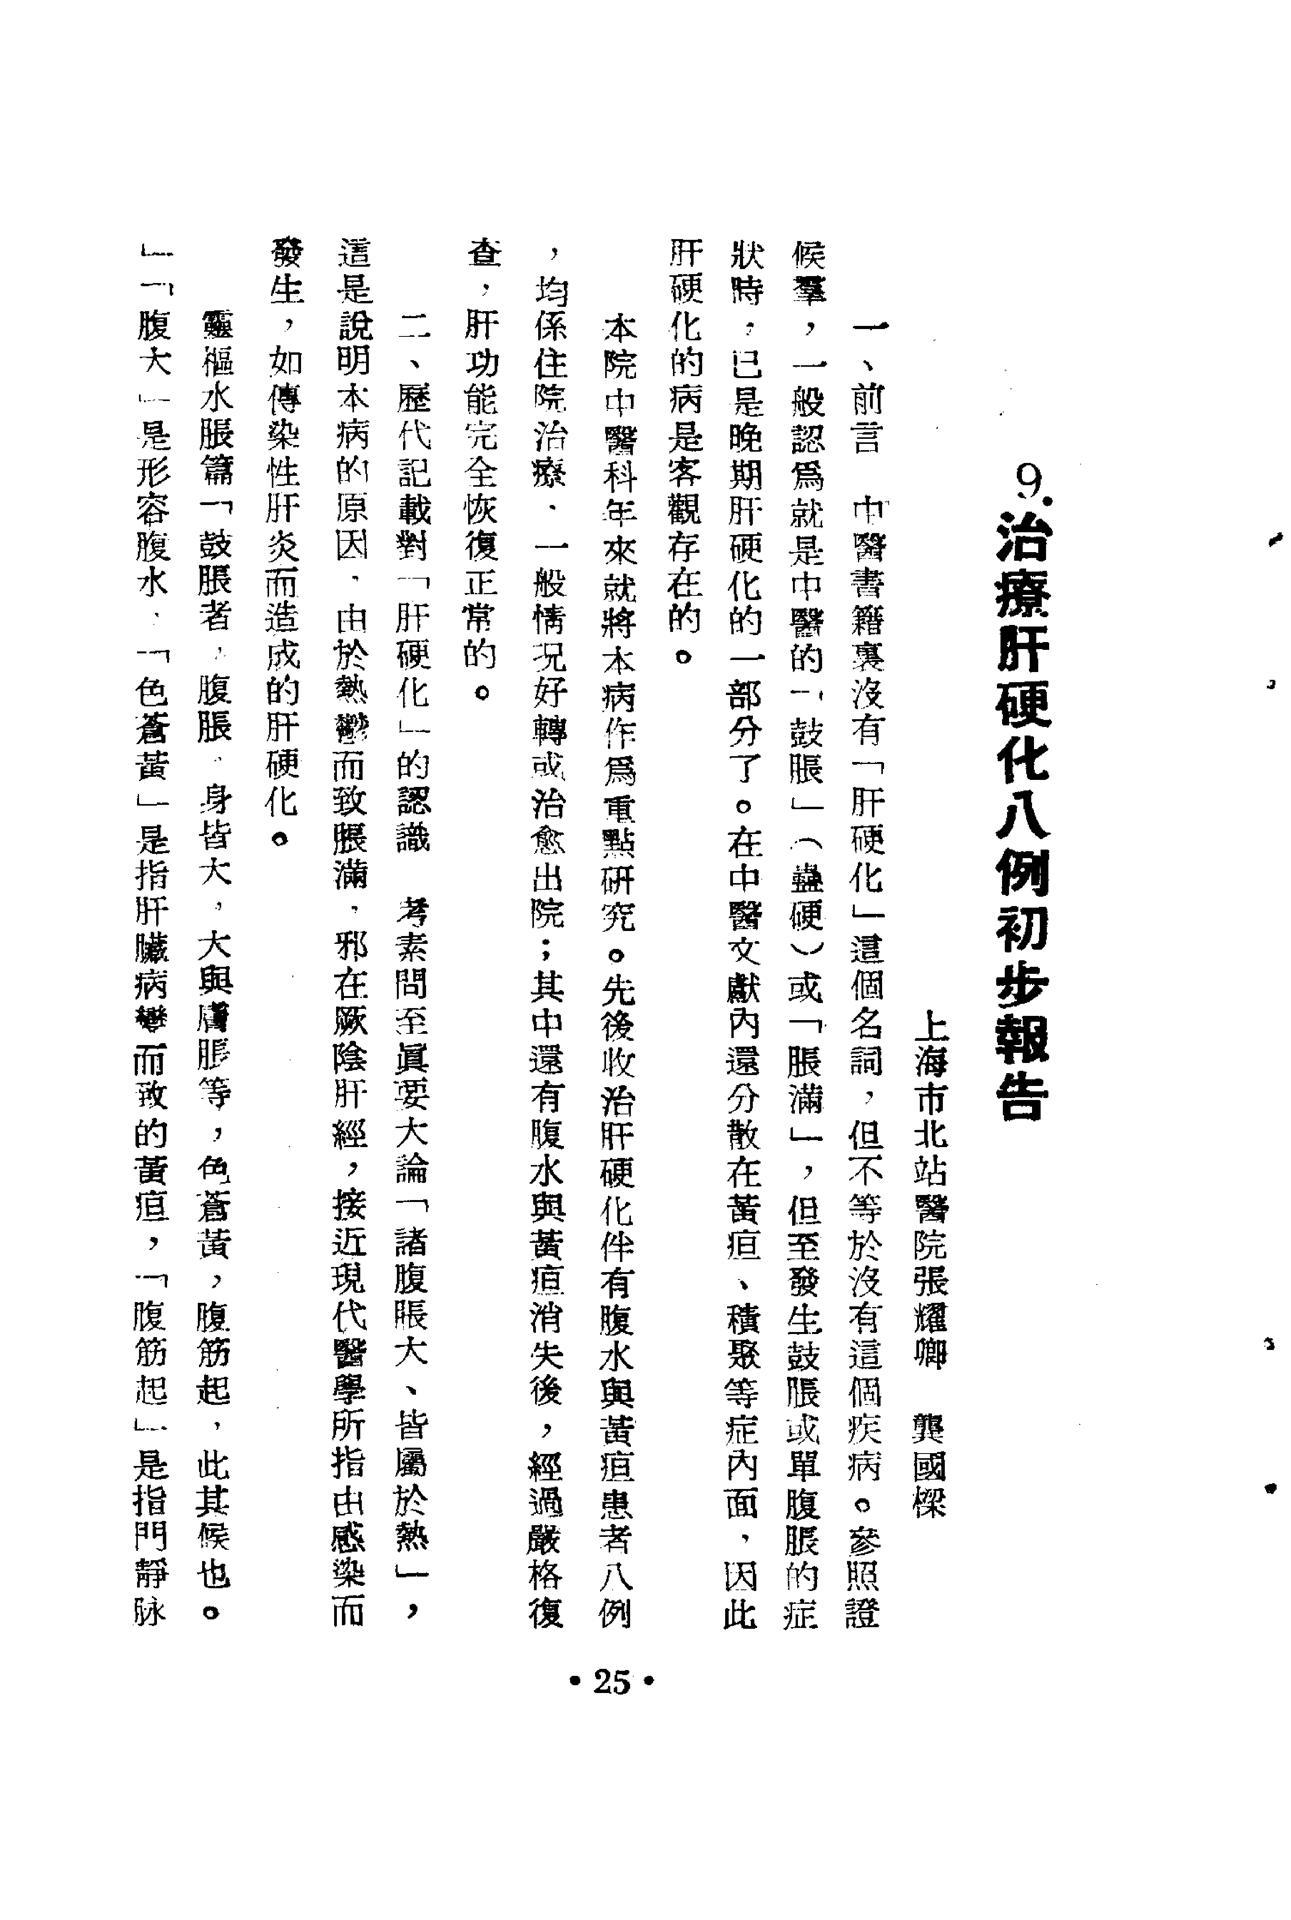 9.治療肝硬化八例初步報告
上海市北站醫院張耀卿　龔國樑
一、前言　中醫書籍裏沒有「肝硬化」這個名詞，但不等於沒有這個疾病。參照證
候羣，一般認爲就是中醫的「鼓脹」（蠱硬）或「脹滿」，但至發生鼓脹或單腹脹的症
狀時，已是晚期肝硬化的一部分了。在中醫文獻內還分散在黃疸、積聚等症內面，因此
肝硬化的病是客觀存在的。
本院中醫科年來就將本病作爲重點研究。先後收治肝硬化伴有腹水與黃疸患者八例
，均係住院治療，一般情況好轉或治愈出院；其中還有腹水與黃疸消失後，經過嚴格復
查，肝功能完全恢復正常的。
二、歷代記載對「肝硬化」的認識　考素問至眞要大論「諸腹脹大、皆屬於熱」，
這是說明本病的原因，由於熱鬱而致脹滿，邪在厥陰肝經，接近現代醫學所指由感染而
發生，如傳染性肝炎而造成的肝硬化。
靈樞水脹篇「鼓脹者，腹脹，身皆大，大與膚脹等，色蒼黃，腹筋起，此其候也。
」「腹大」是形容腹水，「色蒼黃」是指肝臟病變而致的黃疸，「腹筋起」是指門靜脉
• 25 •